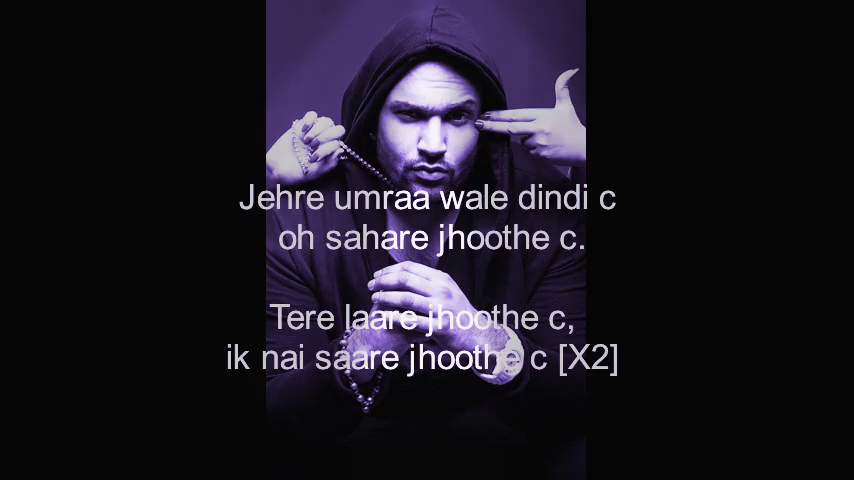 Jehre umraa wale dindi c
oh sahare jhoothe c.
Tere laare jhoothe c,
ik nai saare jhoothe c [X2]